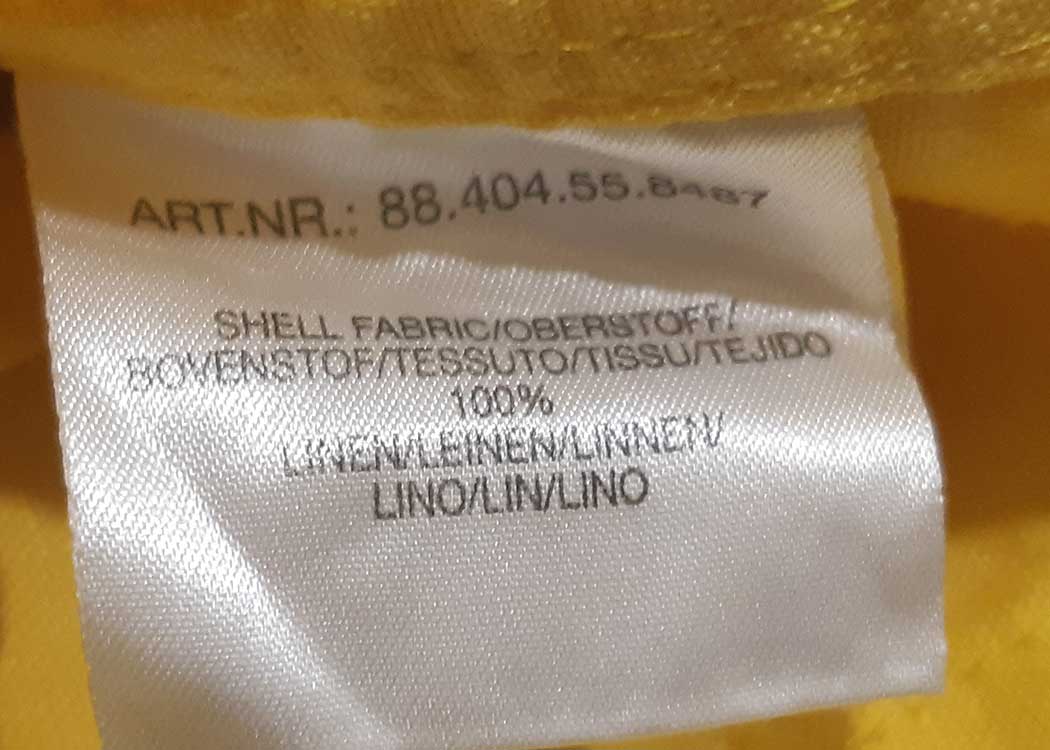 ART.NR.: 88.404.55.8487
SHELL FABRIC/OBERSTOFF/
BOVENSTOF/TESSUTO/TISSU/TEJIDO
100%
LINEN/LEINEN/LINNEN/
LINO/LIN/LINO